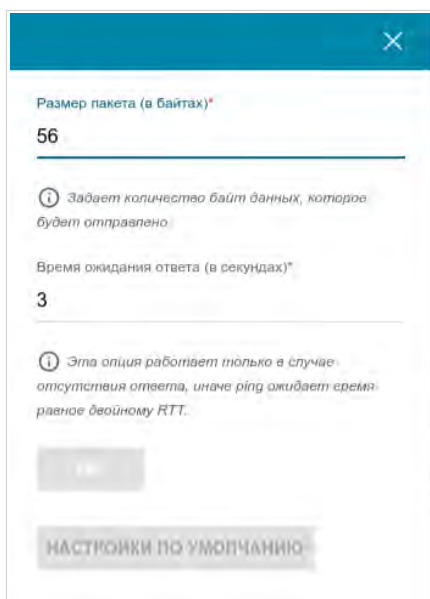 Размер пакета (в байтах)*
56
Задает количество байт данных, которое
будет отправлено
Время ожидания ответа (в секундах)*
3
Эта опция работает только в случае
отсутствия ответа, иначе ping ожидает время
равное двойному RTT.
НАСТРОЙКИ ПО УМОЛЧАНИЮ